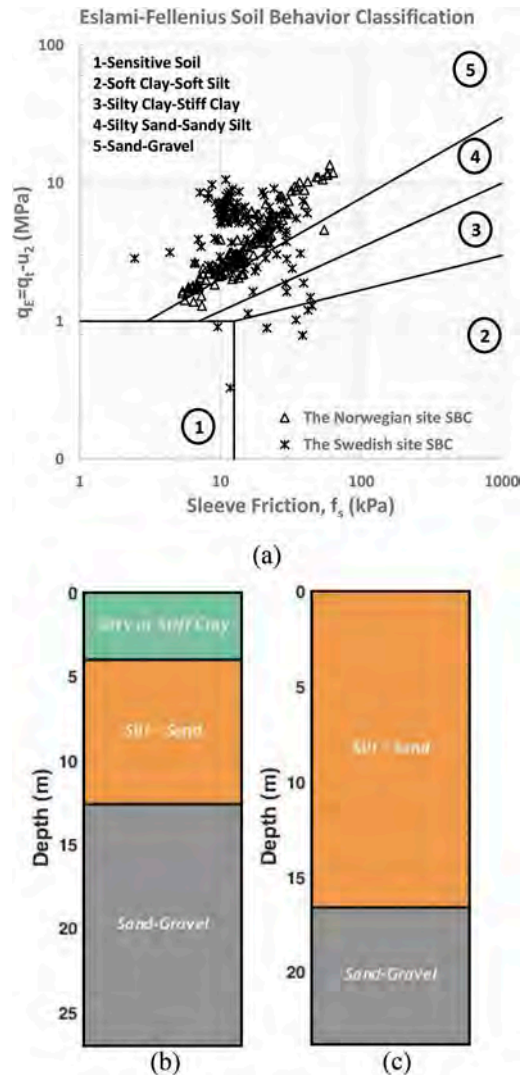 Eslami-Fellenius Soil Behavior Classification
100
1-Sensitive Soil
2-Soft Clay-Soft Silt
3-Silty Clay-Stiff Clay
4-Silty Sand-Sandy Silt
5-Sand-Gravel
5
4
3
2
1
10
1
0
qE=qt-u2 (MPa)
△ The Norwegian site SBC
⁎ The Swedish site SBC
1 10 100 1000
Sleeve Friction, fs (kPa)
(a)
0
5
10
15
20
25
Depth (m)
Silty or Stiff Clay
Silt - Sand
Sand-Gravel
(b)
0
5
10
15
20
Depth (m)
Silt - Sand
Sand-Gravel
(c)